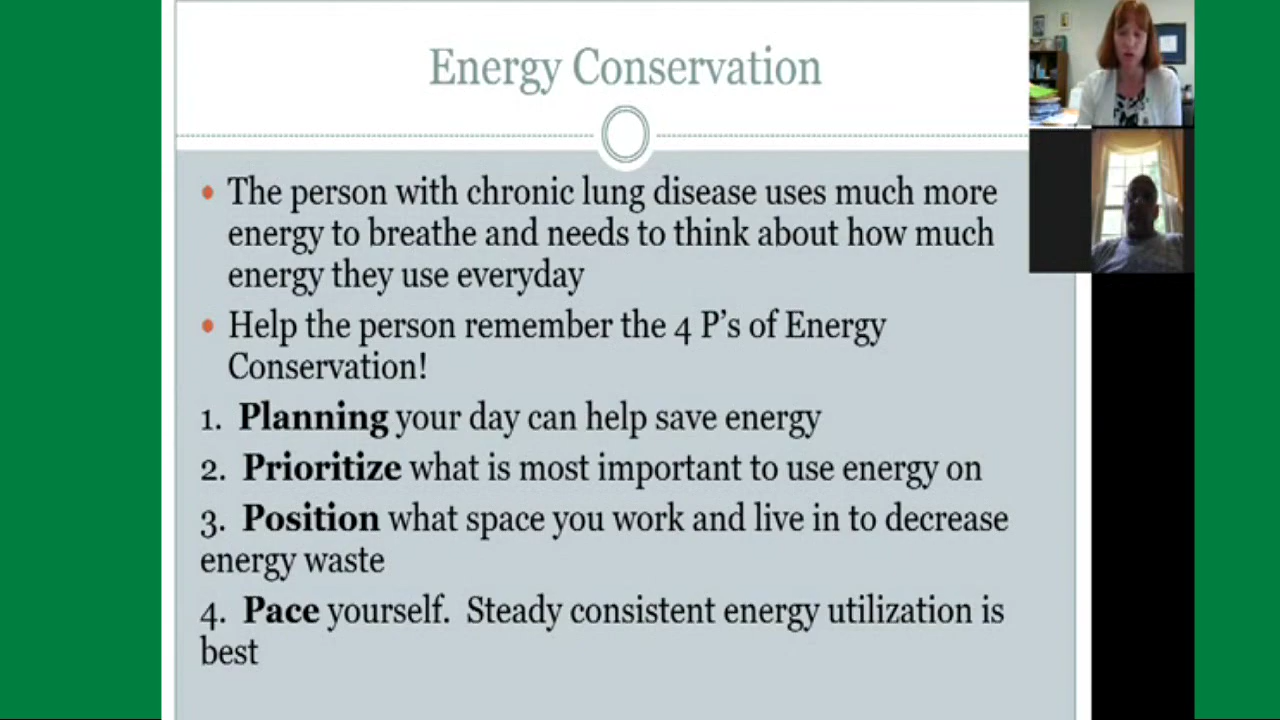 Energy Conservation
• The person with chronic lung disease uses much more
energy to breathe and needs to think about how much
energy they use everyday
• Help the person remember the 4 P’s of Energy
Conservation!
1. Planning your day can help save energy
2. Prioritize what is most important to use energy on
3. Position what space you work and live in to decrease
energy waste
4. Pace yourself. Steady consistent energy utilization is
best